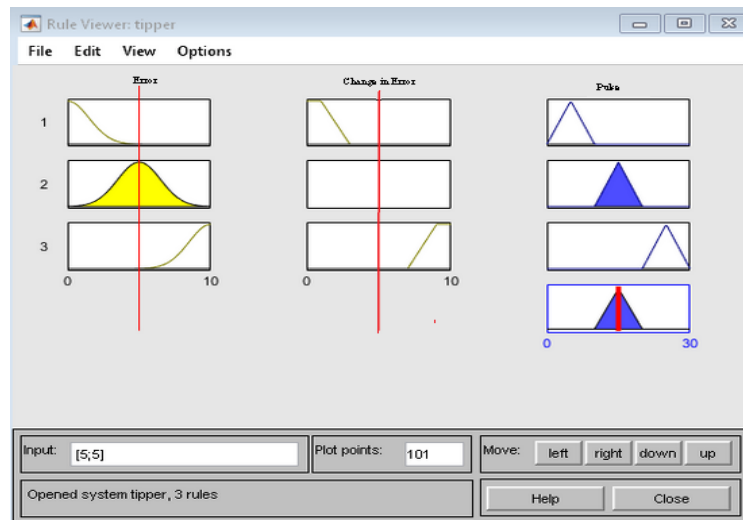 Rule Viewer: tipper
File Edit View Options
Error
Change in Error
Pulse
1
2
3
0 10
0 10
0 30
Input: [5;5]
Plot points: 101
Move: left right down up
Opened system tipper, 3 rules
Help Close